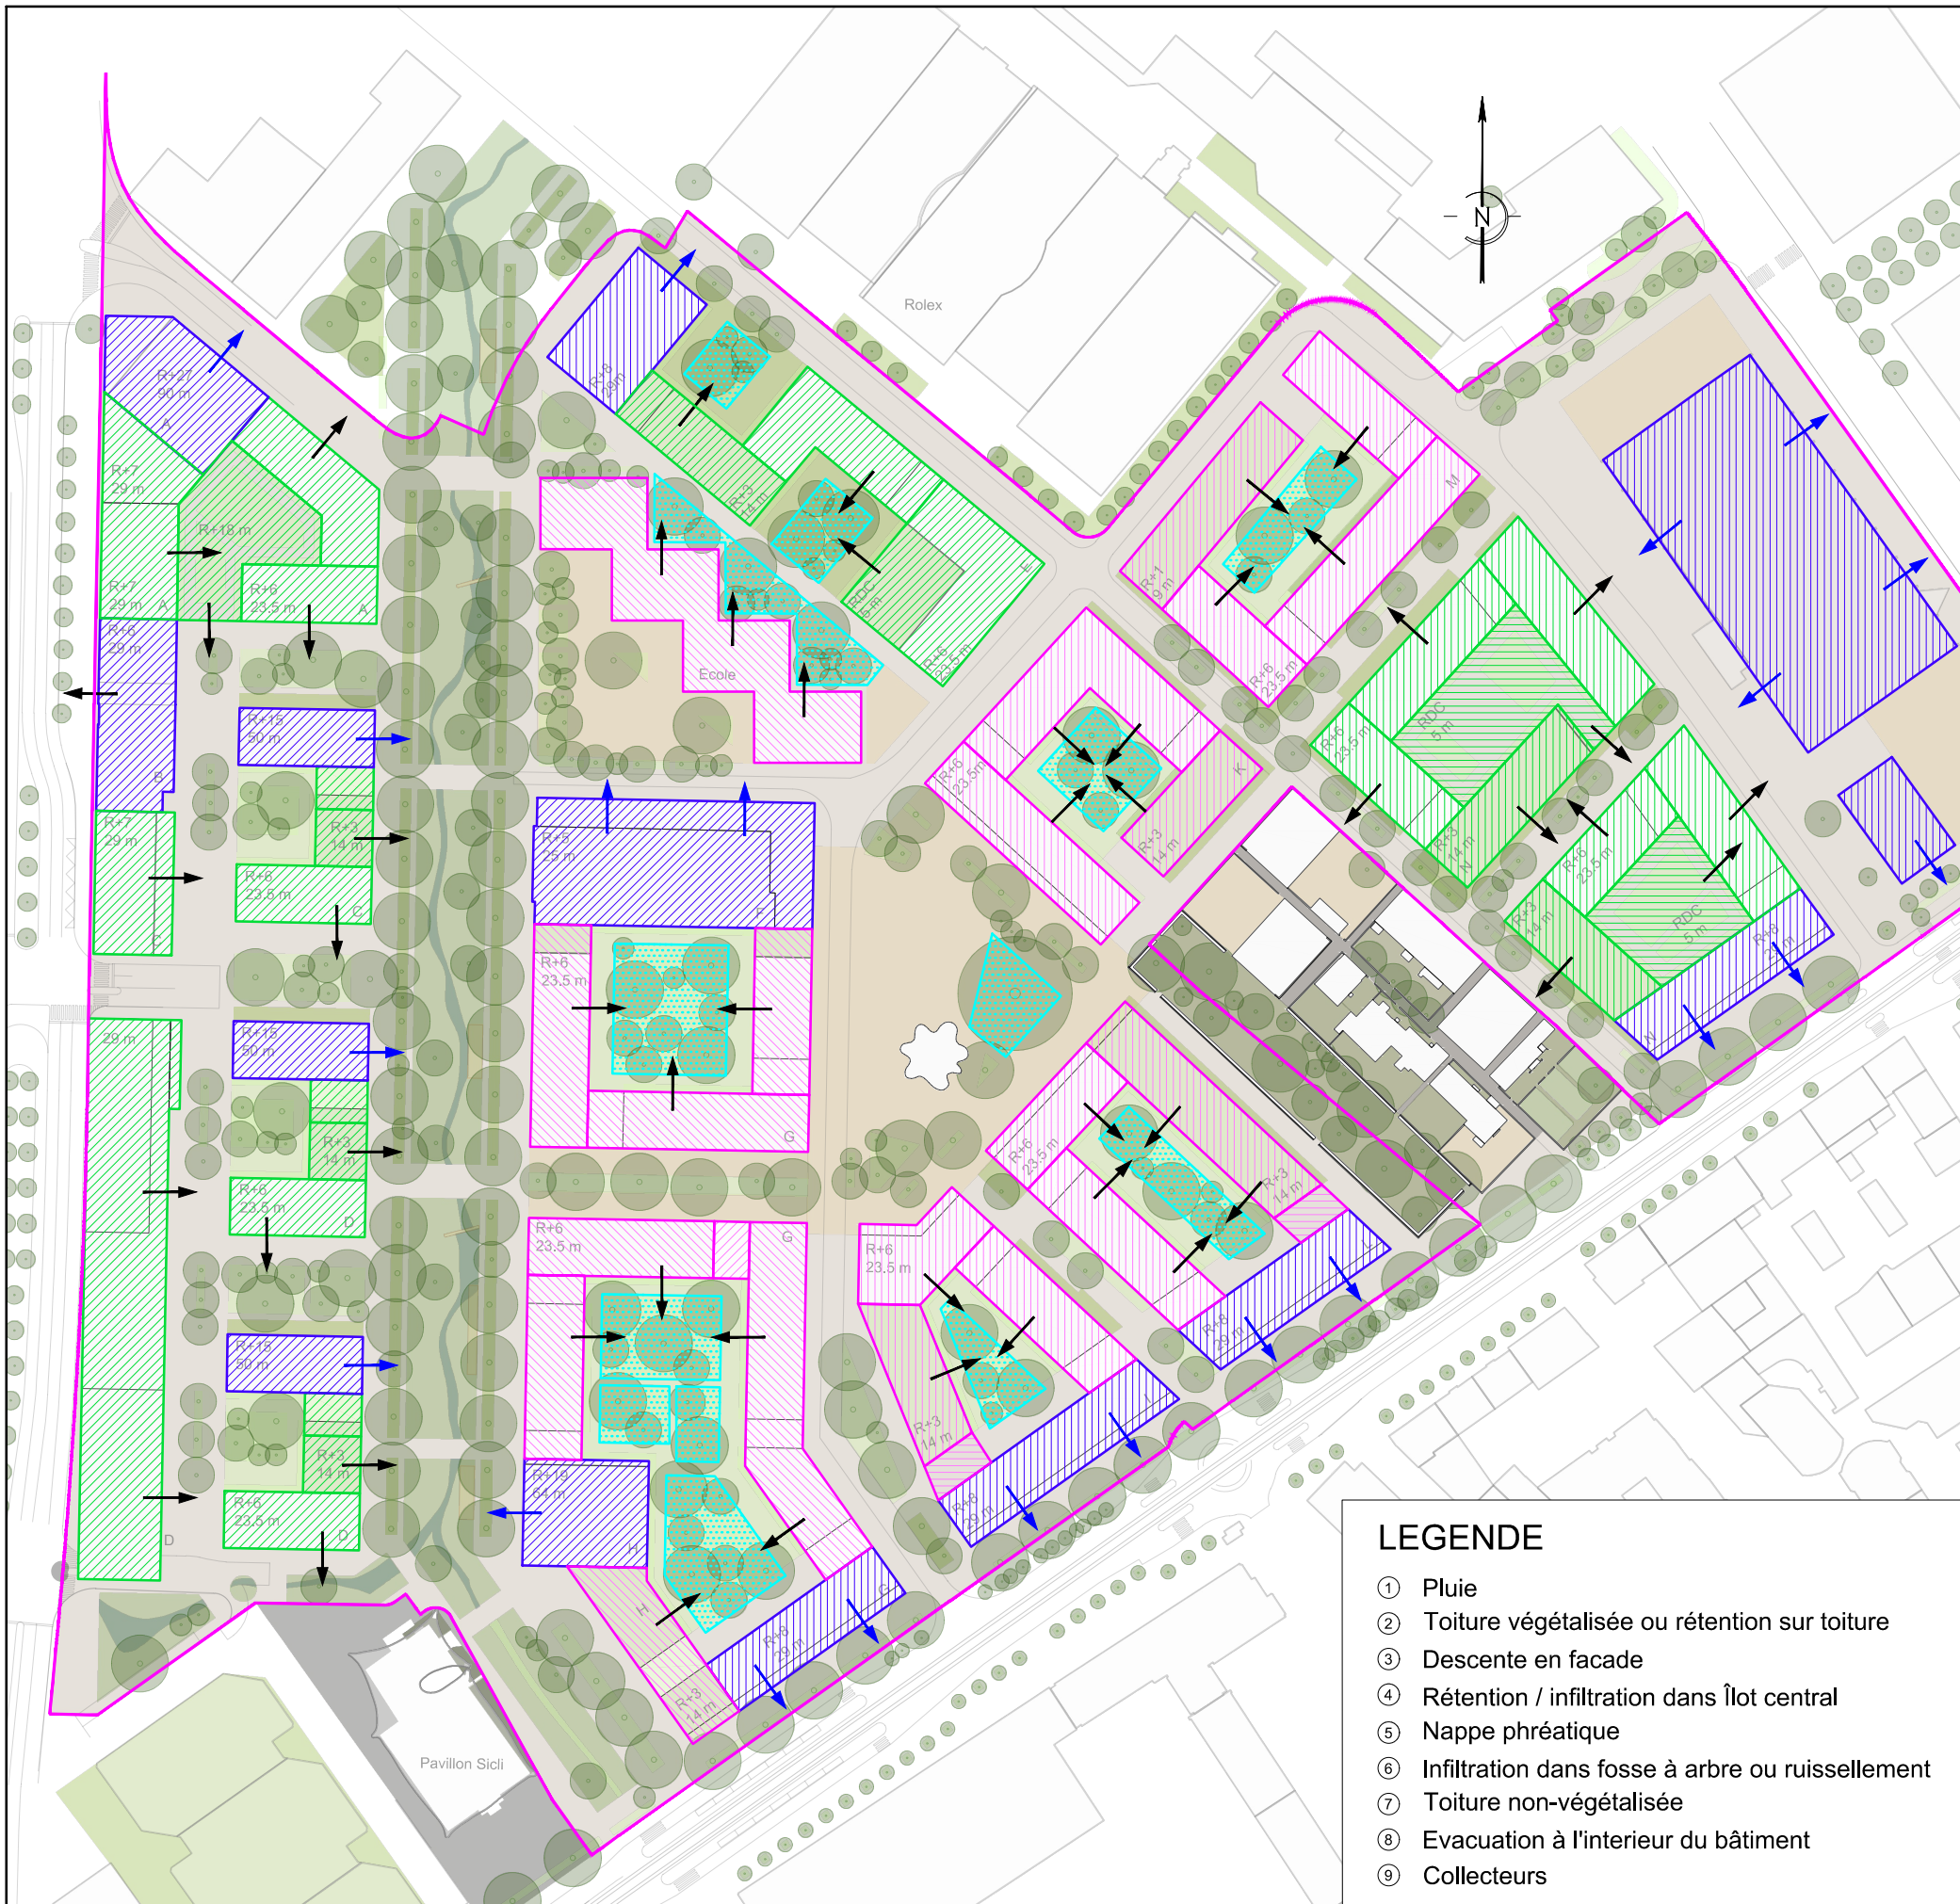 Rolex
N
R+27
90 m
A
R+8
29m
R+7
29 m
R+18 m
R+7
29 m
A
R+6
23.5 m
A
R+3
14 m
RDC
5 m
E
R+6
23.5 m
Ecole
M
R+1
9 m
R+6
23.5 m
R+6
29 m
B
R+15
50 m
R+3
14 m
R+7
29 m
C
R+6
23.5 m
C
R+5
25 m
F
R+6
23.5m
K
R+3
14 m
RDC
5 m
R+6
23.5 m
R+3
14 m
N
R+6
23.5 m
RDC
5 m
R+3
14 m
R+8
29 m
N
R+6
23.5 m
G
29 m
D
R+15
50 m
R+3
14 m
R+6
23.5 m
D
R+15
50 m
R+3
14 m
R+6
23.5 m
D
R+6
23.5 m
G
R+19
64 m
H
H
R+3
14 m
R+8
29 m
G
R+6
23.5 m
R+3
14 m
R+8
29 m
I
R+6
23.5 m
R+3
14 m
R+8
29 m
L
Pavillon Sicli
LEGENDE
1 Pluie
2 Toiture végétalisée ou rétention sur toiture
3 Descente en facade
4 Rétention / infiltration dans Îlot central
5 Nappe phréatique
6 Infiltration dans fosse à arbre ou ruissellement
7 Toiture non-végétalisée
8 Evacuation à l'interieur du bâtiment
9 Collecteurs